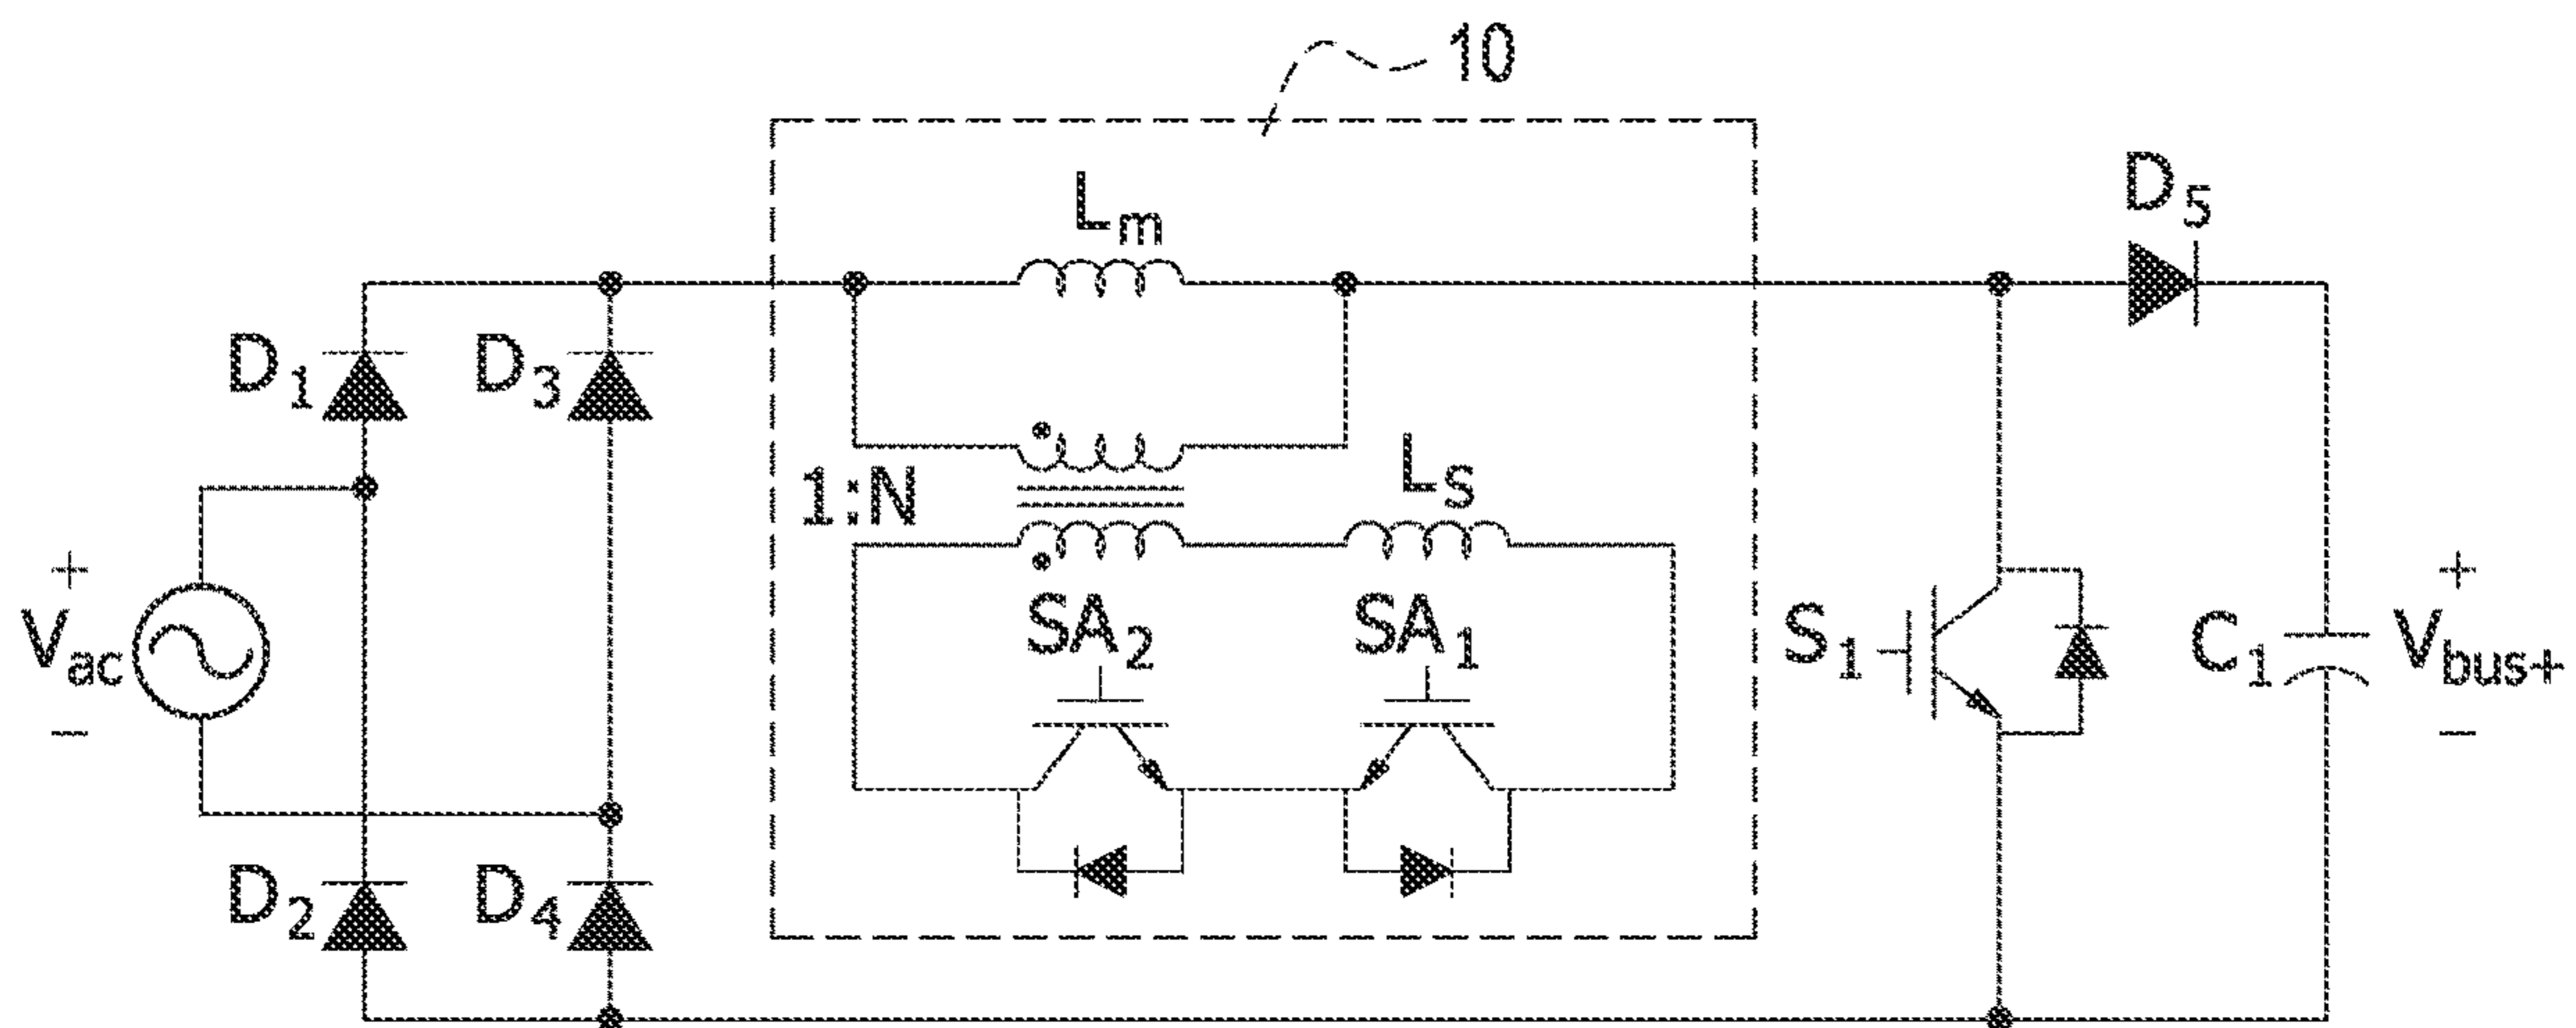 10
Lm
D5
D1
D3
1:N
LS
+
Vac
−
SA2
SA1
S1
C1
+
Vbus+
−
D2
D4